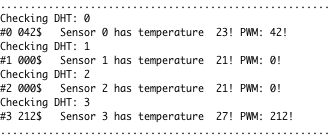 ................................................
Checking DHT: 0
#0 042$   Sensor 0 has temperature  23! PWM: 42!
Checking DHT: 1
#1 000$   Sensor 1 has temperature  21! PWM: 0!
Checking DHT: 2
#2 000$   Sensor 2 has temperature  21! PWM: 0!
Checking DHT: 3
#3 212$   Sensor 3 has temperature  27! PWM: 212!
................................................